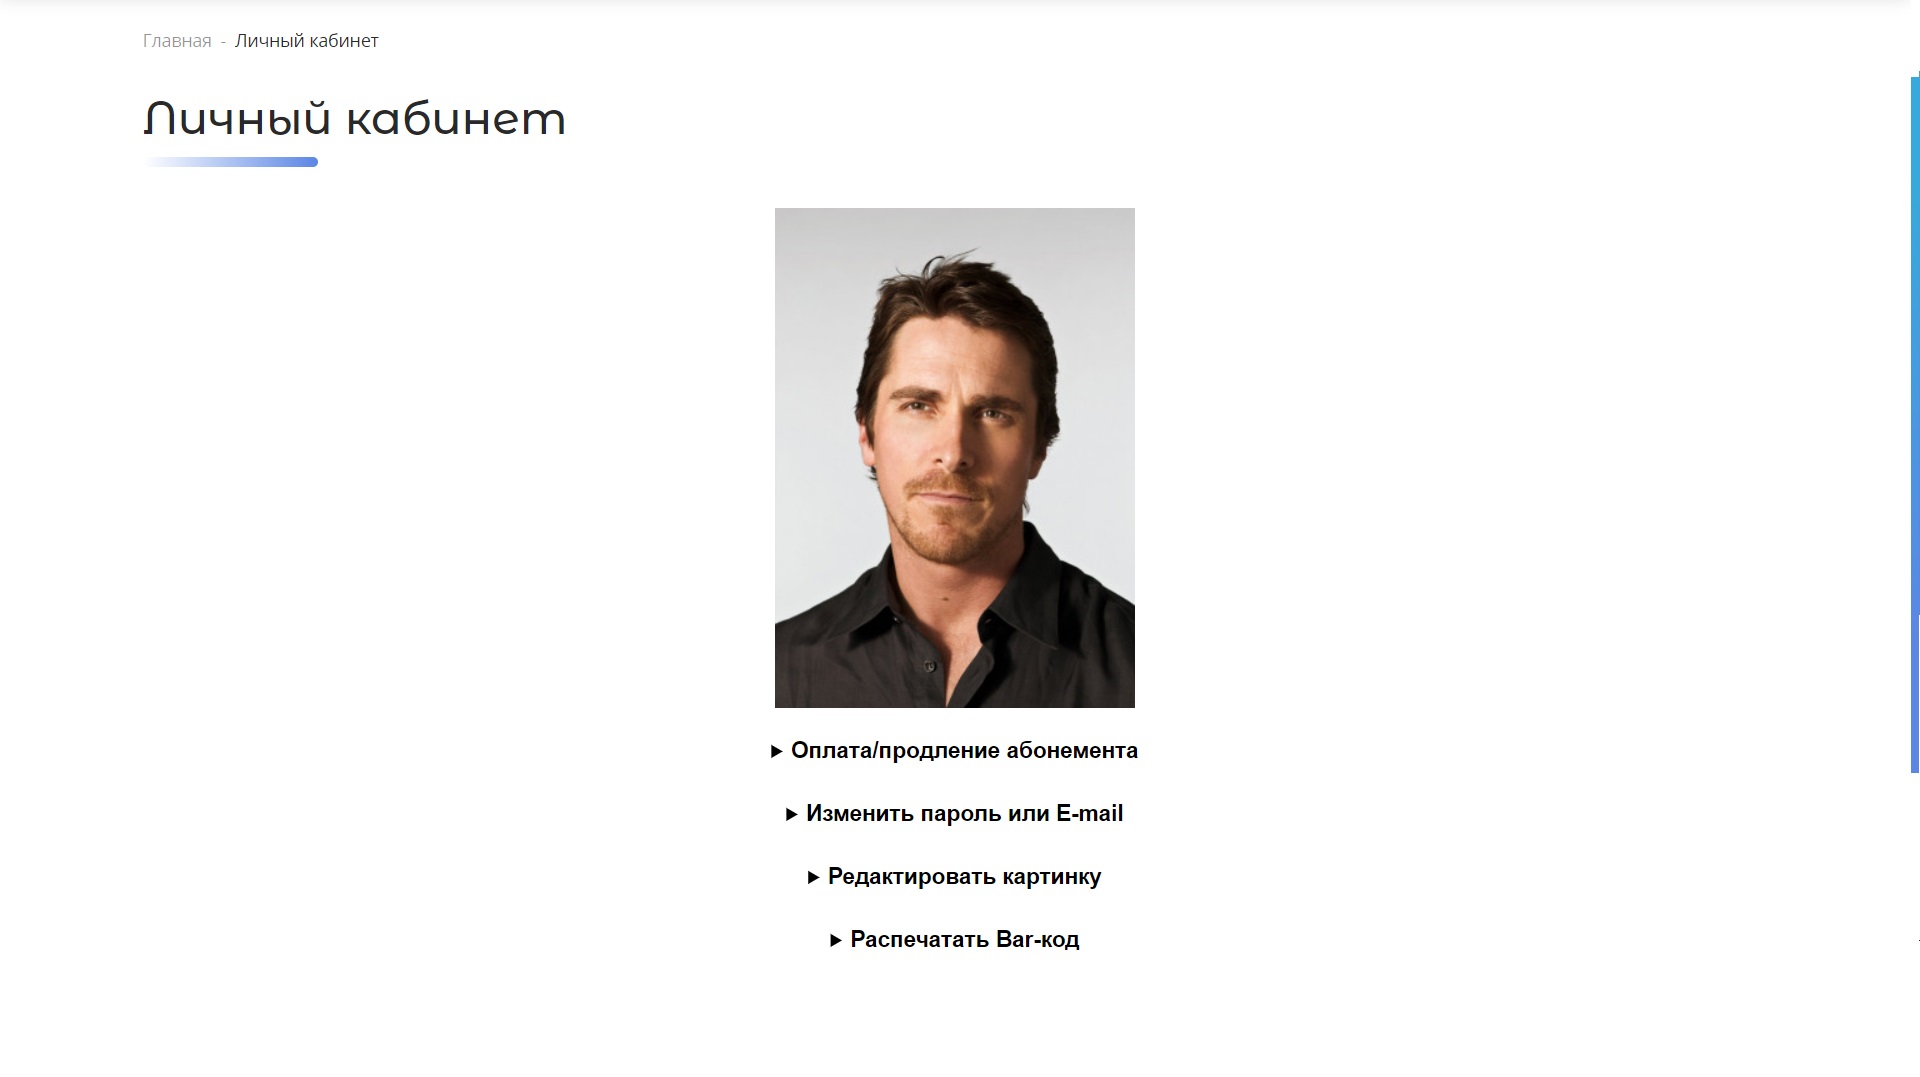 Главная - Личный кабинет
Личный кабинет
Оплата/продление абонемента
Изменить пароль или E-mail
Редактировать картинку
Распечатать Bar-код